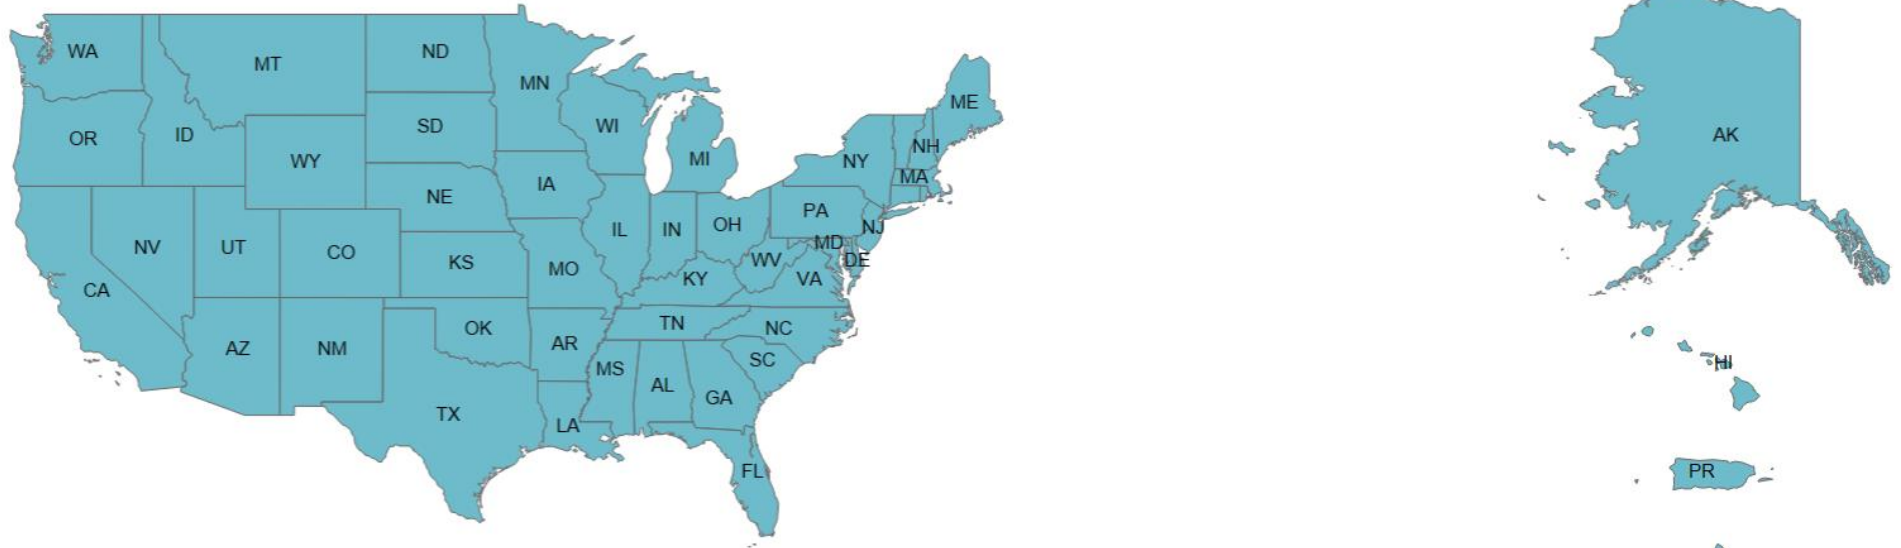 WA
MT
ND
MN
ME
OR
ID
SD
WI
WY
MI
NY
NH
MA
IA
NE
PA
NV
UT
CO
KS
IL
IN
OH
NJ
MD
WV
DE
VA
CA
MO
KY
AZ
NM
OK
AR
TN
NC
SC
MS
AL
GA
TX
LA
FL
AK
HI
PR